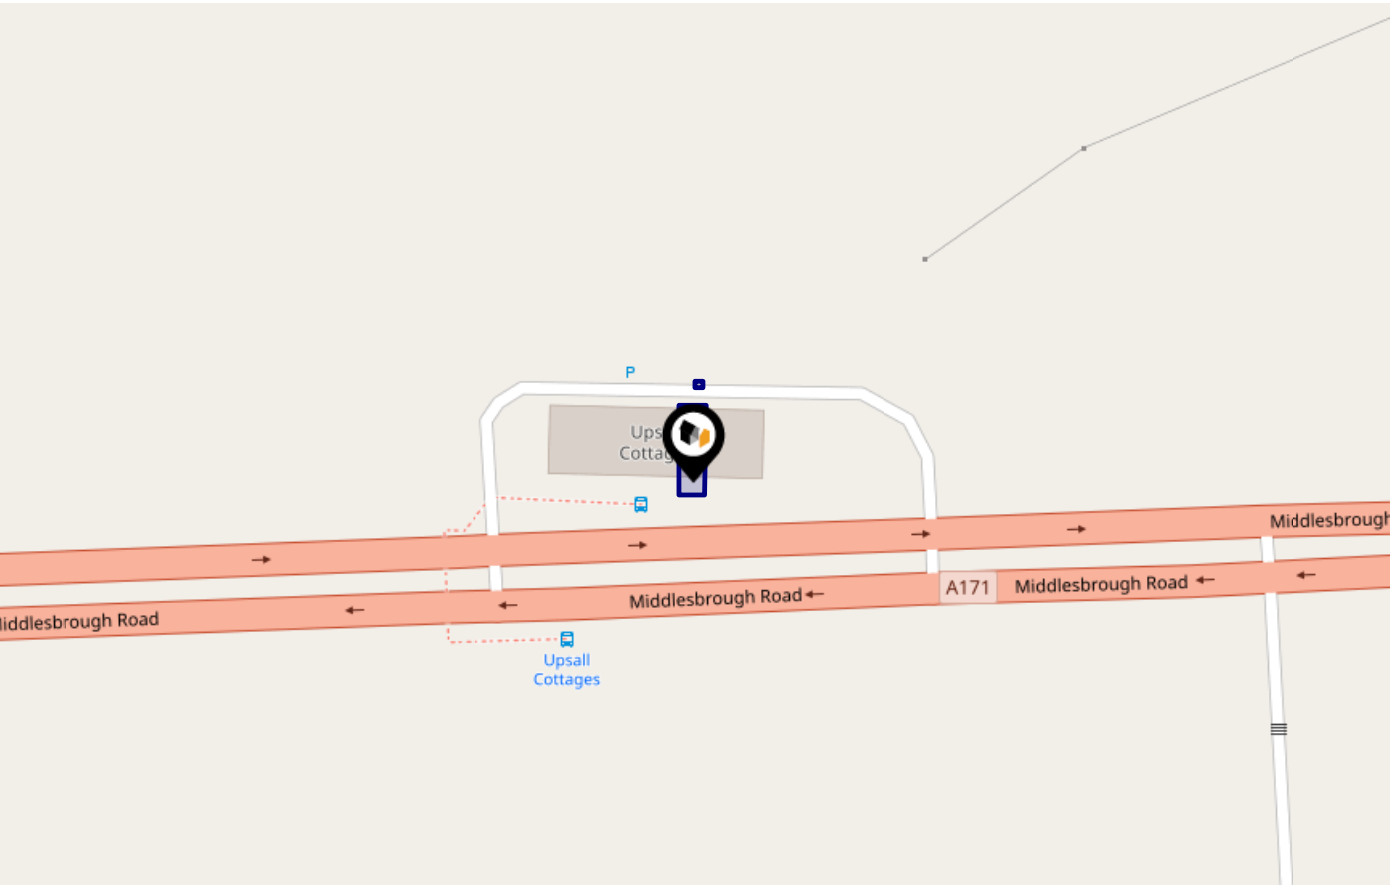 P
Ups
Cottag
Middlesbrough
Middlesbrough Road
A171
Middlesbrough Road
iddlesbrough Road
Upsall
Cottages